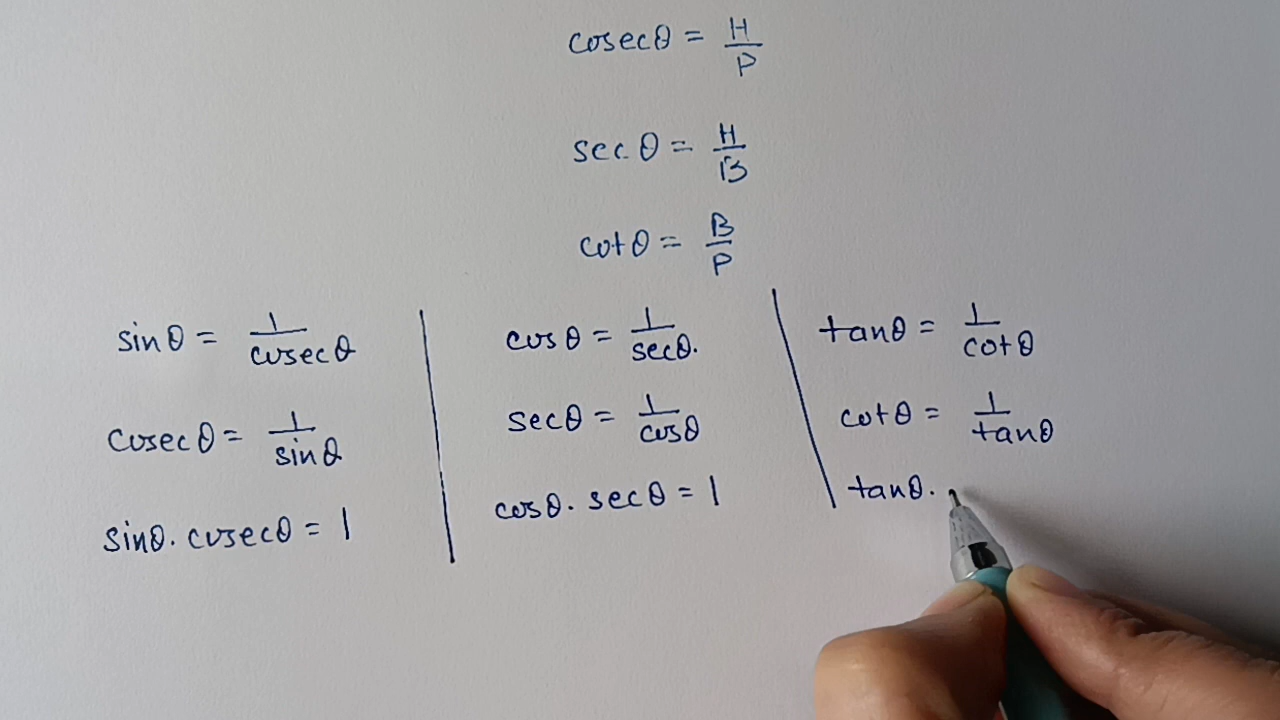 cosecθ = H/P
secθ = H/B
cotθ = B/P
sinθ = 1/cosecθ
cosecθ = 1/sinθ
sinθ. cosecθ = 1
cosθ = 1/secθ.
secθ = 1/cosθ
cosθ. secθ = 1
tanθ = 1/cotθ
cotθ = 1/tanθ
tanθ.